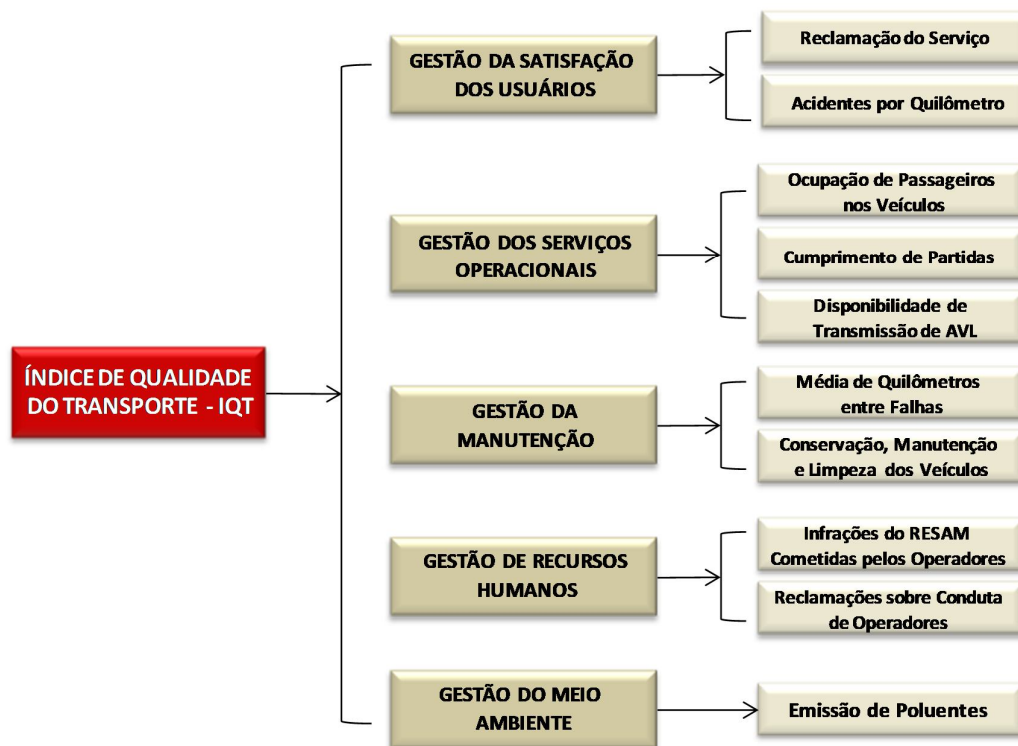 GESTÃO DA SATISFAÇÃO
DOS USUÁRIOS
Reclamação do Serviço
Acidentes por Quilômetro
GESTÃO DOS SERVIÇOS
OPERACIONAIS
Ocupação de Passageiros
nos Veículos
Cumprimento de Partidas
Disponibilidade de
Transmissão de AVL
ÍNDICE DE QUALIDADE
DO TRANSPORTE - IQT
GESTÃO DA
MANUTENÇÃO
Média de Quilômetros
entre Falhas
Conservação, Manutenção
e Limpeza dos Veículos
GESTÃO DE RECURSOS
HUMANOS
Infrações do RESAM
Cometidas pelos Operadores
Reclamações sobre Conduta
de Operadores
GESTÃO DO MEIO
AMBIENTE
Emissão de Poluentes